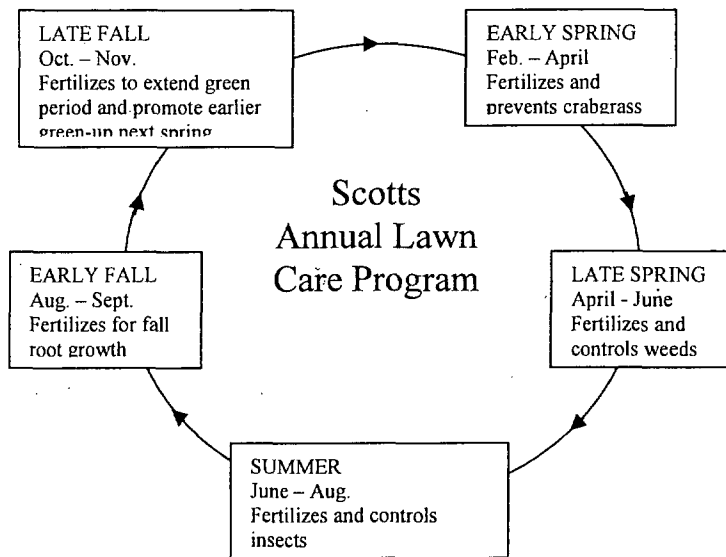 LATE FALL
Oct. – Nov.
Fertilizes to extend green
period and promote earlier
green-up next spring
EARLY SPRING
Feb. – April
Fertilizes and
prevents crabgrass
Scotts
Annual Lawn
Care Program
EARLY FALL
Aug. – Sept.
Fertilizes for fall
root growth
LATE SPRING
April - June
Fertilizes and
controls weeds
SUMMER
June – Aug.
Fertilizes and controls
insects